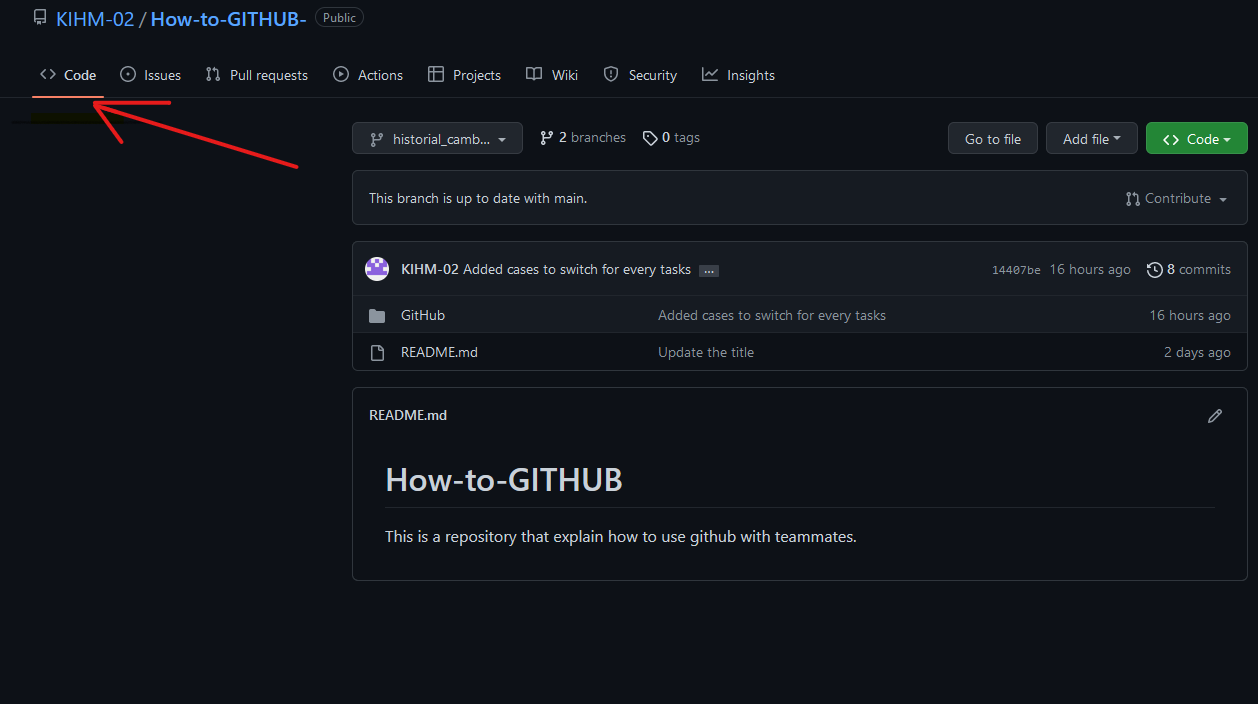 KIHM-02 / How-to-GITHUB- Public
Code Issues Pull requests Actions Projects Wiki Security Insights
historial_camb... 2 branches 0 tags Go to file Add file Code
This branch is up to date with main. Contribute
KIHM-02 Added cases to switch for every tasks ... 14407be 16 hours ago 8 commits
GitHub Added cases to switch for every tasks 16 hours ago
README.md Update the title 2 days ago
README.md
How-to-GITHUB
This is a repository that explain how to use github with teammates.